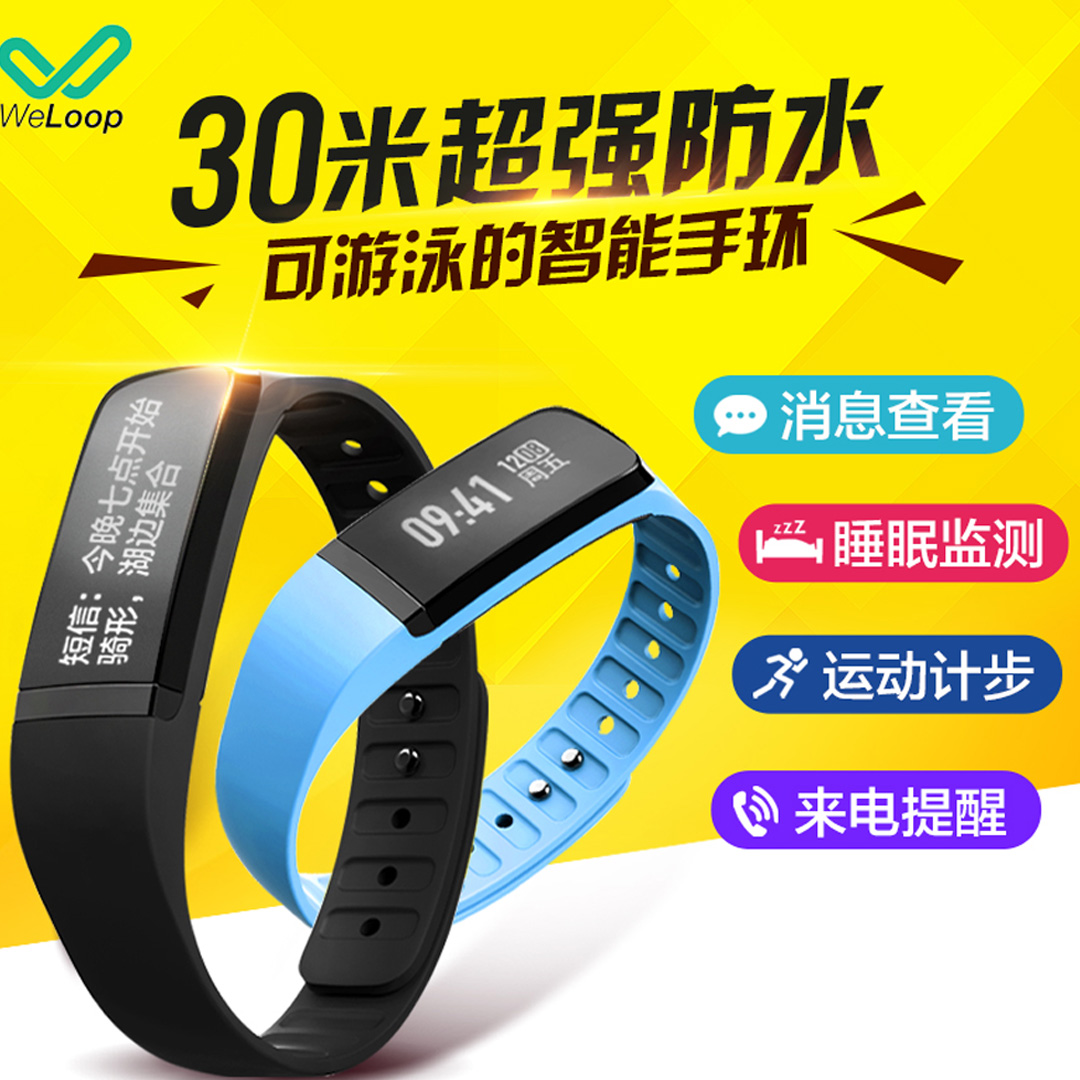 WeLoop
30米超强防水
可游泳的智能手环
短信：今晚七点开始
骑形，湖边集合
09:41
1208
周五
消息查看
zzZ
睡眠监测
运动计步
来电提醒